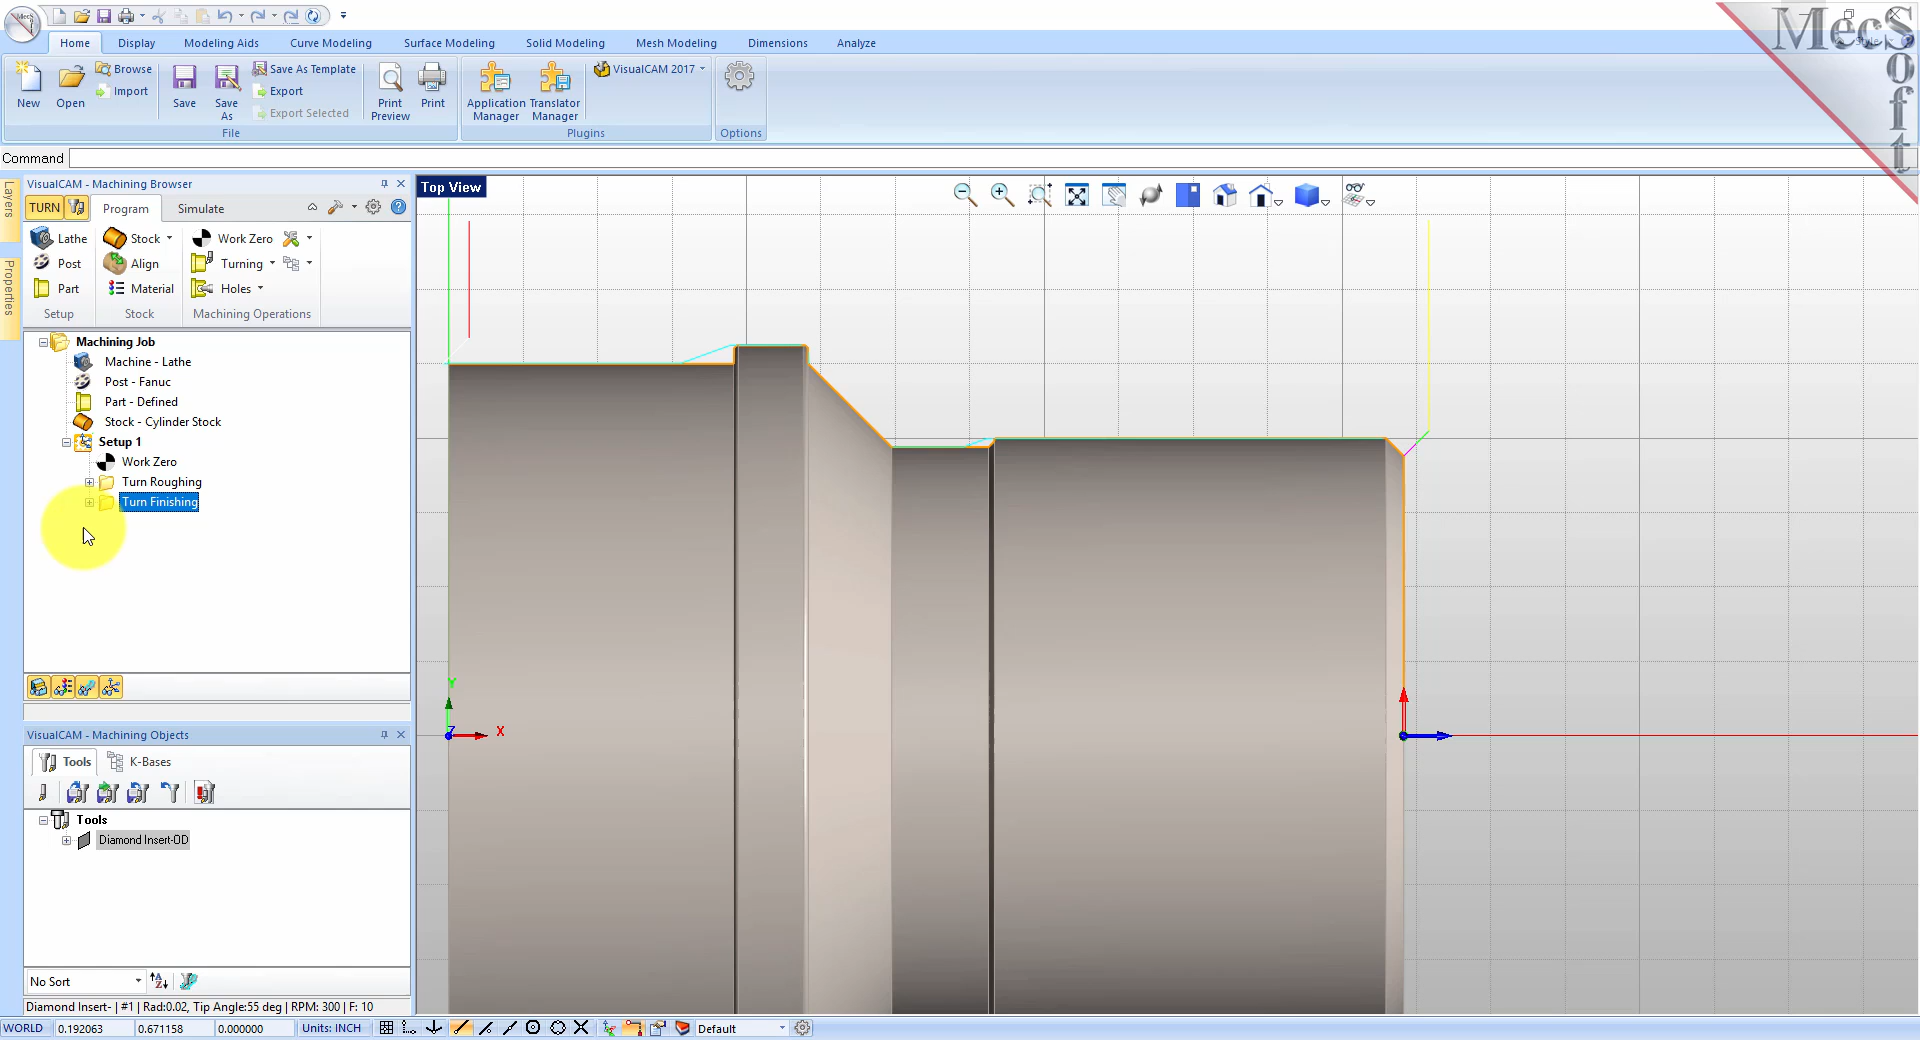 MecSoft
Home Display Modeling Aids Curve Modeling Surface Modeling Solid Modeling Mesh Modeling Dimensions Analyze
New Open Browse Import Save Save As Save As Template Export Export Selected Print Preview Print Application Manager Translator Manager VisualCAM 2017
File Plugins Options
Command
Layers
Properties
VisualCAM - Machining Browser
TURN Program Simulate
Lathe Stock Work Zero
Post Align Turning
Part Material Holes
Setup Stock Machining Operations
Machining Job
Machine - Lathe
Post - Fanuc
Part - Defined
Stock - Cylinder Stock
Setup 1
Work Zero
Turn Roughing
Turn Finishing
Top View
Y
Z
X
VisualCAM - Machining Objects
Tools K-Bases
Tools
Diamond Insert-OD
No Sort
Diamond Insert- | #1 | Rad:0.02, Tip Angle:55 deg | RPM: 300 | F: 10
WORLD 0.192063 0.671158 0.000000 Units: INCH Default